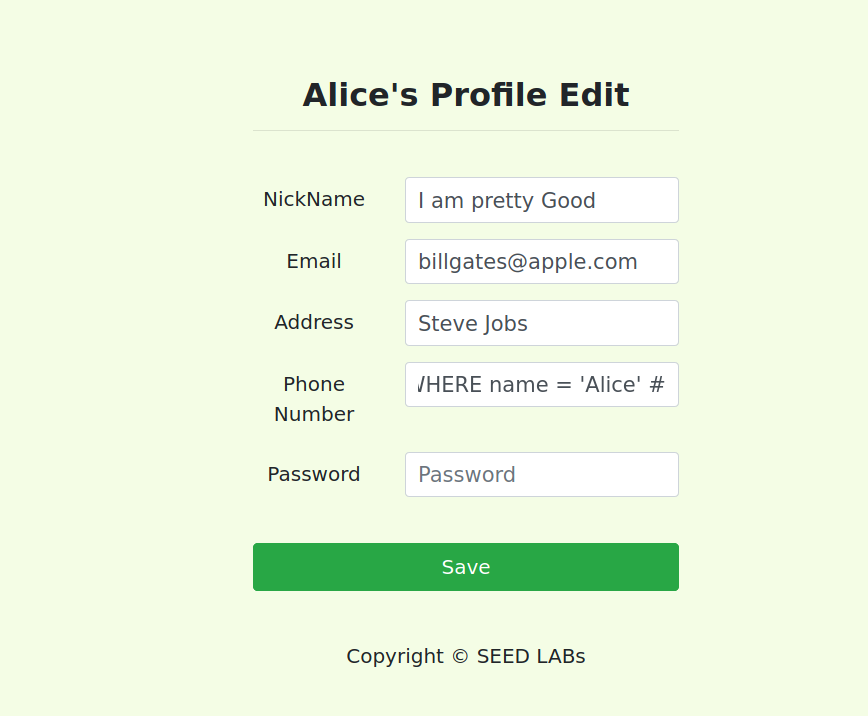 Alice's Profile Edit
NickName
I am pretty Good
Email
billgates@apple.com
Address
Steve Jobs
Phone
Number
WHERE name = 'Alice' #
Password
Password
Save
Copyright © SEED LABs